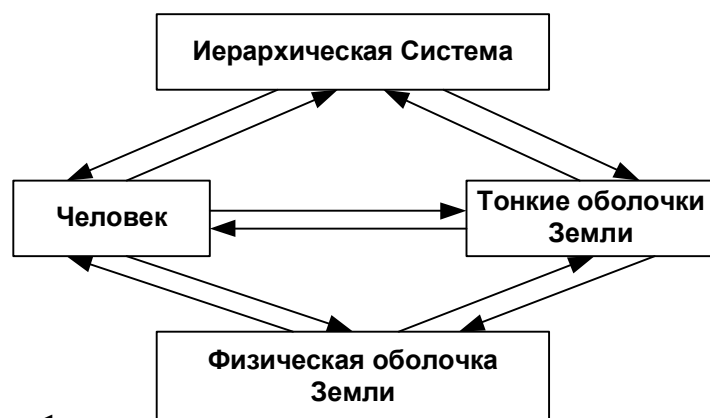 Иерархическая Система
Человек
Тонкие оболочки
Земли
Физическая оболочка
Земли